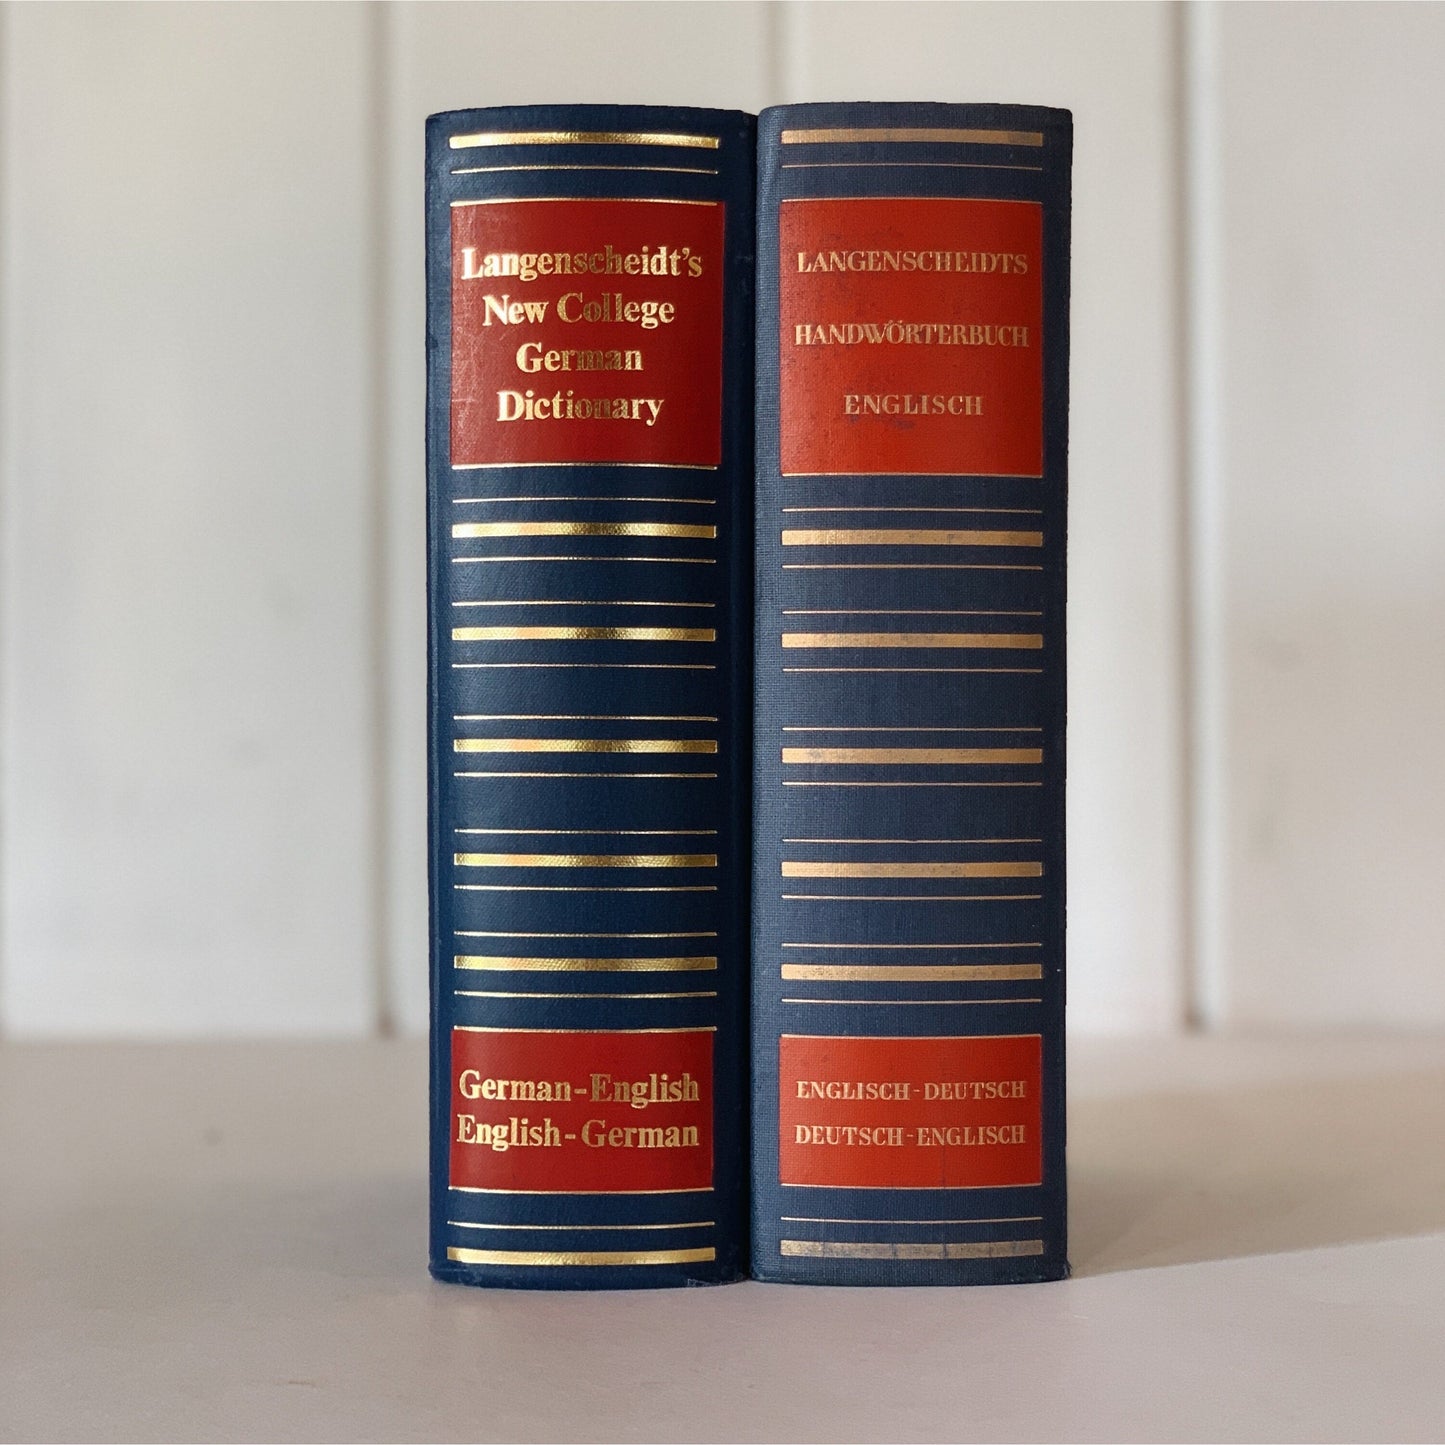 Langenscheidt's
New College
German
Dictionary
German-English
English-German
LANGENSCHEIDTS
HANDWÖRTERBUCH
ENGLISCH
ENGLISCH-DEUTSCH
DEUTSCH-ENGLISCH